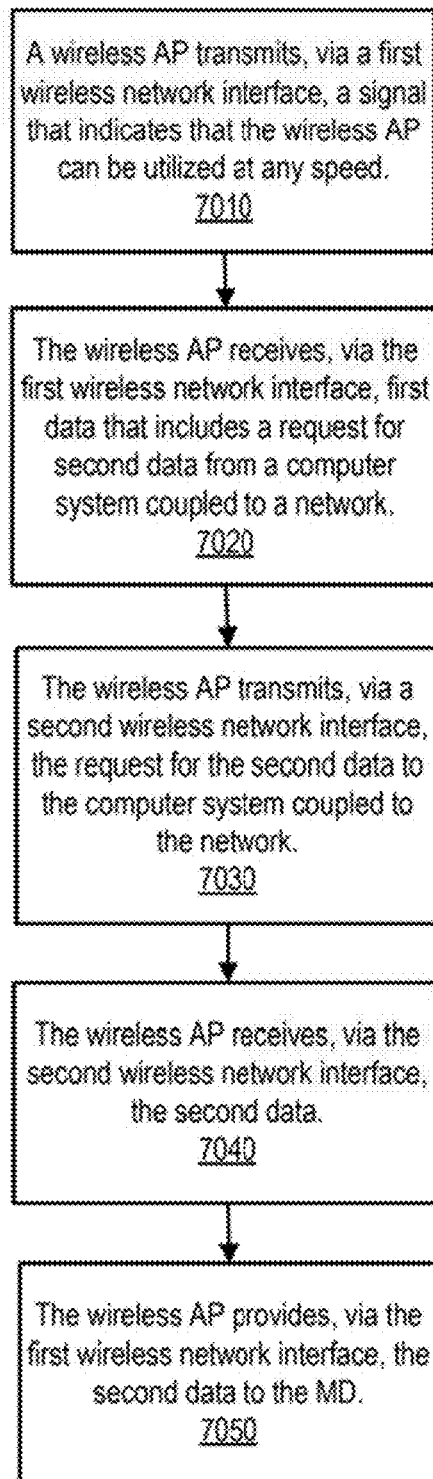 A wireless AP transmits, via a first
wireless network interface, a signal
that indicates that the wireless AP
can be utilized at any speed.
7010
The wireless AP receives, via the
first wireless network interface, first
data that includes a request for
second data from a computer
system coupled to a network.
7020
The wireless AP transmits, via a
second wireless network interface,
the request for the second data to
the computer system coupled to
the network.
7030
The wireless AP receives, via the
second wireless network interface,
the second data.
7040
The wireless AP provides, via the
first wireless network interface, the
second data to the MD.
7050